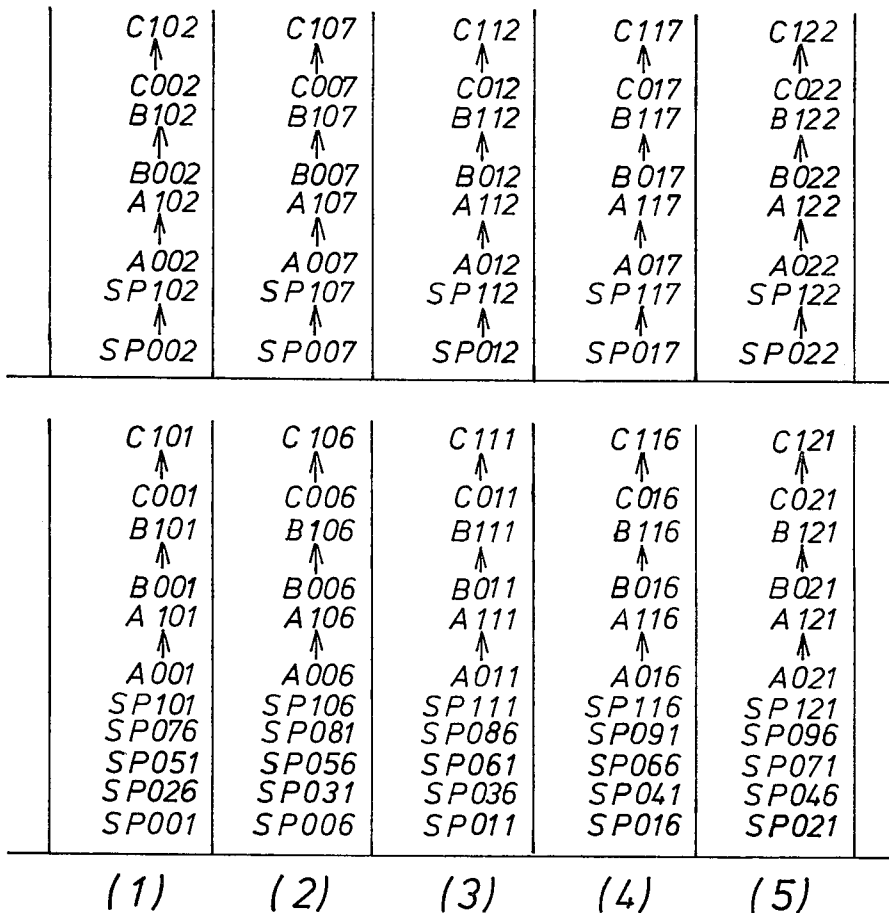 C102 C107 C112 C117 C122
C002 C007 C012 C017 C022
B102 B107 B112 B117 B122
B002 B007 B012 B017 B022
A102 A107 A112 A117 A122
A002 A007 A012 A017 A022
SP102 SP107 SP112 SP117 SP122
SP002 SP007 SP012 SP017 SP022
C101 C106 C111 C116 C121
C001 C006 C011 C016 C021
B101 B106 B111 B116 B121
B001 B006 B011 B016 B021
A101 A106 A111 A116 A121
A001 A006 A011 A016 A021
SP101 SP106 SP111 SP116 SP121
SP076 SP081 SP086 SP091 SP096
SP051 SP056 SP061 SP066 SP071
SP026 SP031 SP036 SP041 SP046
SP001 SP006 SP011 SP016 SP021
(1) (2) (3) (4) (5)